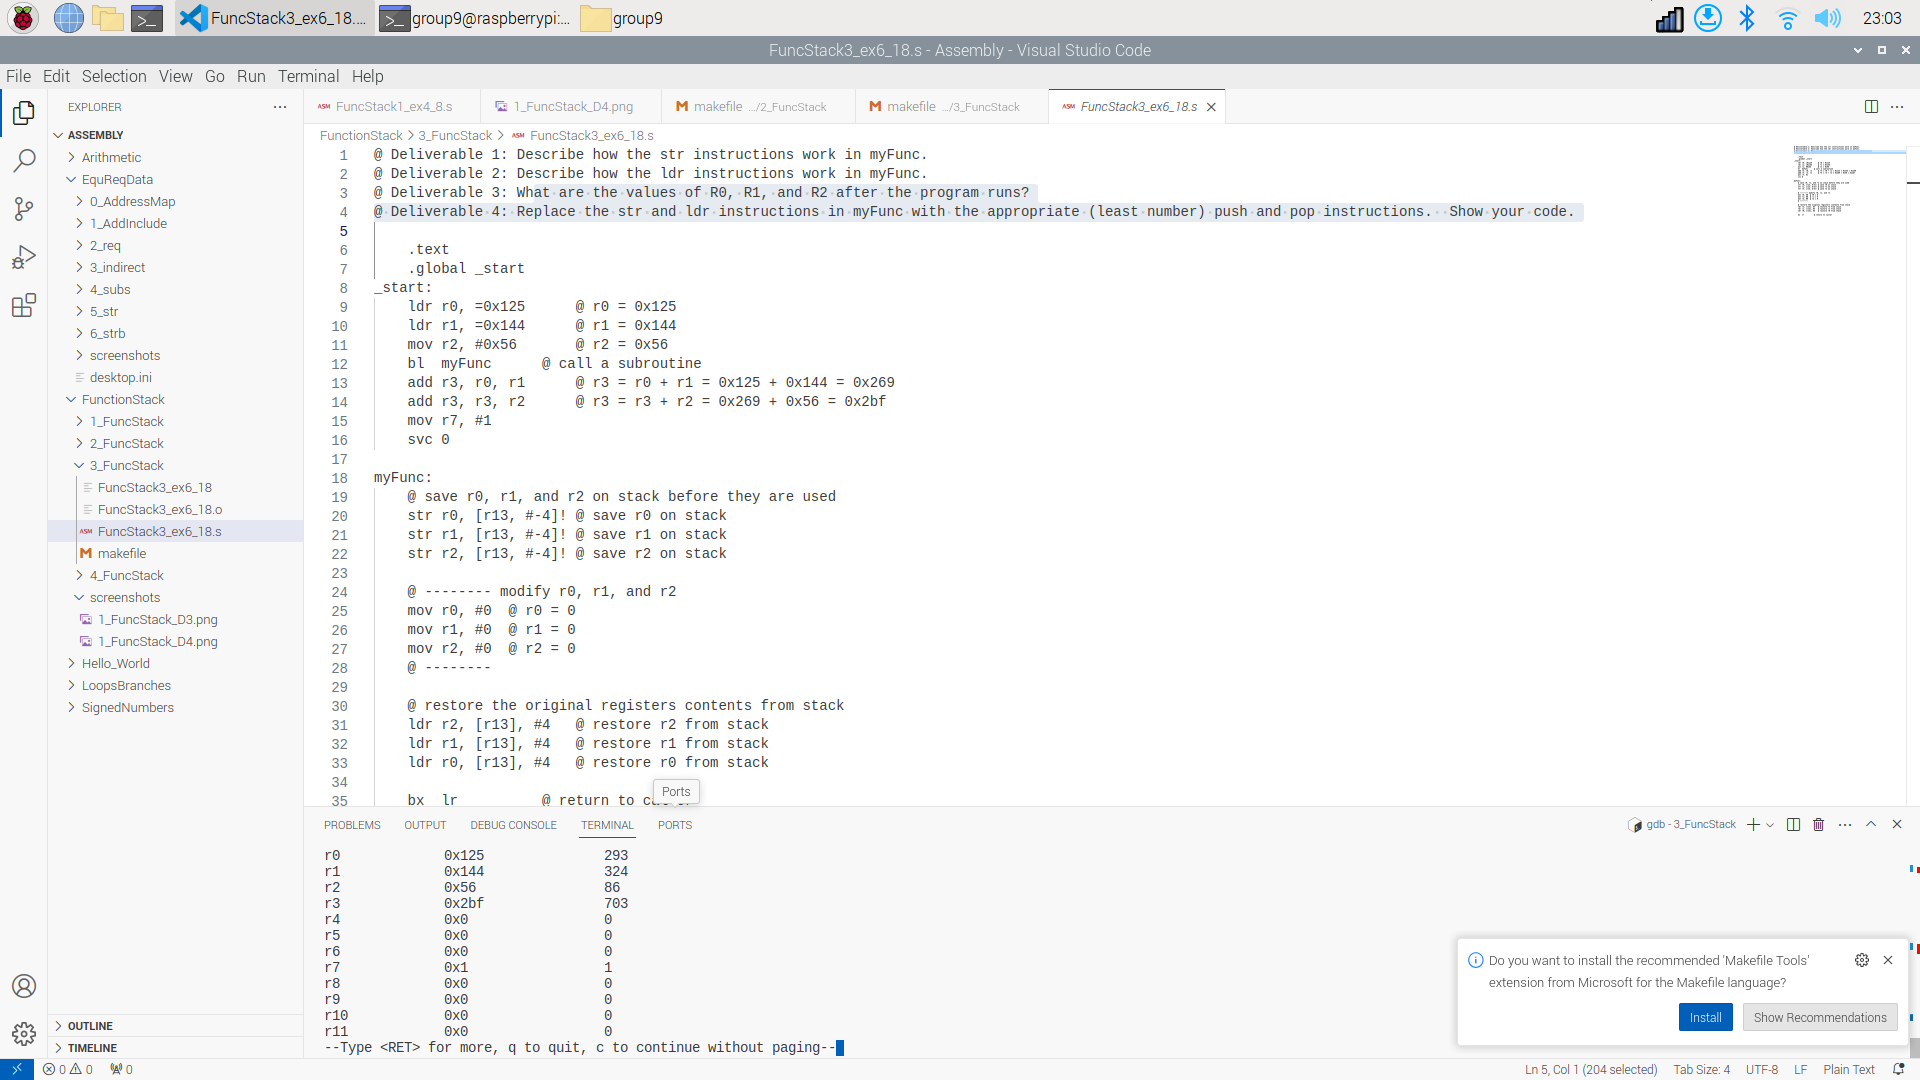 FuncStack3_ex6_18....
group9@raspberrypi:...
group9
23:03
FuncStack3_ex6_18.s - Assembly - Visual Studio Code
File Edit Selection View Go Run Terminal Help
EXPLORER
ASSEMBLY
Arithmetic
EquReqData
0_AddressMap
1_AddInclude
2_req
3_indirect
4_subs
5_str
6_strb
screenshots
desktop.ini
FunctionStack
1_FuncStack
2_FuncStack
3_FuncStack
FuncStack3_ex6_18
FuncStack3_ex6_18.o
ASM FuncStack3_ex6_18.s
M makefile
4_FuncStack
screenshots
1_FuncStack_D3.png
1_FuncStack_D4.png
Hello_World
LoopsBranches
SignedNumbers
OUTLINE
TIMELINE
ASM FuncStack1_ex4_8.s
1_FuncStack_D4.png
M makefile .../2_FuncStack
M makefile .../3_FuncStack
ASM FuncStack3_ex6_18.s
FunctionStack > 3_FuncStack > ASM FuncStack3_ex6_18.s
1 @ Deliverable 1: Describe how the str instructions work in myFunc.
2 @ Deliverable 2: Describe how the ldr instructions work in myFunc.
3 @ Deliverable 3: What are the values of R0, R1, and R2 after the program runs?
4 @ Deliverable 4: Replace the str and ldr instructions in myFunc with the appropriate (least number) push and pop instructions.  Show your code.
5
6 .text
7 .global _start
8 _start:
9 ldr r0, =0x125 @ r0 = 0x125
10 ldr r1, =0x144 @ r1 = 0x144
11 mov r2, #0x56 @ r2 = 0x56
12 bl  myFunc @ call a subroutine
13 add r3, r0, r1 @ r3 = r0 + r1 = 0x125 + 0x144 = 0x269
14 add r3, r3, r2 @ r3 = r3 + r2 = 0x269 + 0x56 = 0x2bf
15 mov r7, #1
16 svc 0
17
18 myFunc:
19 @ save r0, r1, and r2 on stack before they are used
20 str r0, [r13, #-4]! @ save r0 on stack
21 str r1, [r13, #-4]! @ save r1 on stack
22 str r2, [r13, #-4]! @ save r2 on stack
23
24 @ -------- modify r0, r1, and r2
25 mov r0, #0  @ r0 = 0
26 mov r1, #0  @ r1 = 0
27 mov r2, #0  @ r2 = 0
28 @ --------
29
30 @ restore the original registers contents from stack
31 ldr r2, [r13], #4   @ restore r2 from stack
32 ldr r1, [r13], #4   @ restore r1 from stack
33 ldr r0, [r13], #4   @ restore r0 from stack
34
35 bx  lr @ return to
Ports
PROBLEMS OUTPUT DEBUG CONSOLE TERMINAL PORTS
gdb - 3_FuncStack
r0 0x125 293
r1 0x144 324
r2 0x56 86
r3 0x2bf 703
r4 0x0 0
r5 0x0 0
r6 0x0 0
r7 0x1 1
r8 0x0 0
r9 0x0 0
r10 0x0 0
r11 0x0 0
--Type <RET> for more, q to quit, c to continue without paging--
Do you want to install the recommended 'Makefile Tools'
extension from Microsoft for the Makefile language?
Install
Show Recommendations
0 0 0
Ln 5, Col 1 (204 selected) Tab Size: 4 UTF-8 LF Plain Text